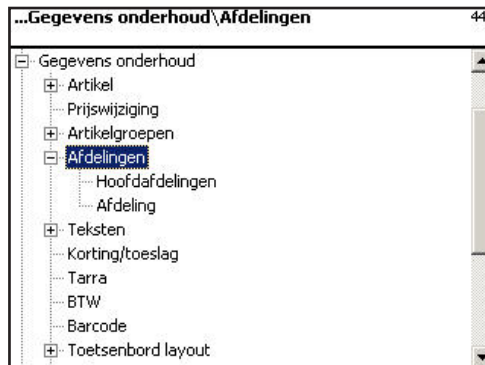 ...Gegevens onderhoud\Afdelingen 44
Gegevens onderhoud
Artikel
Prijswijziging
Artikelgroepen
Afdelingen
Hoofdafdelingen
Afdeling
Teksten
Korting/toeslag
Tarra
BTW
Barcode
Toetsenbord layout